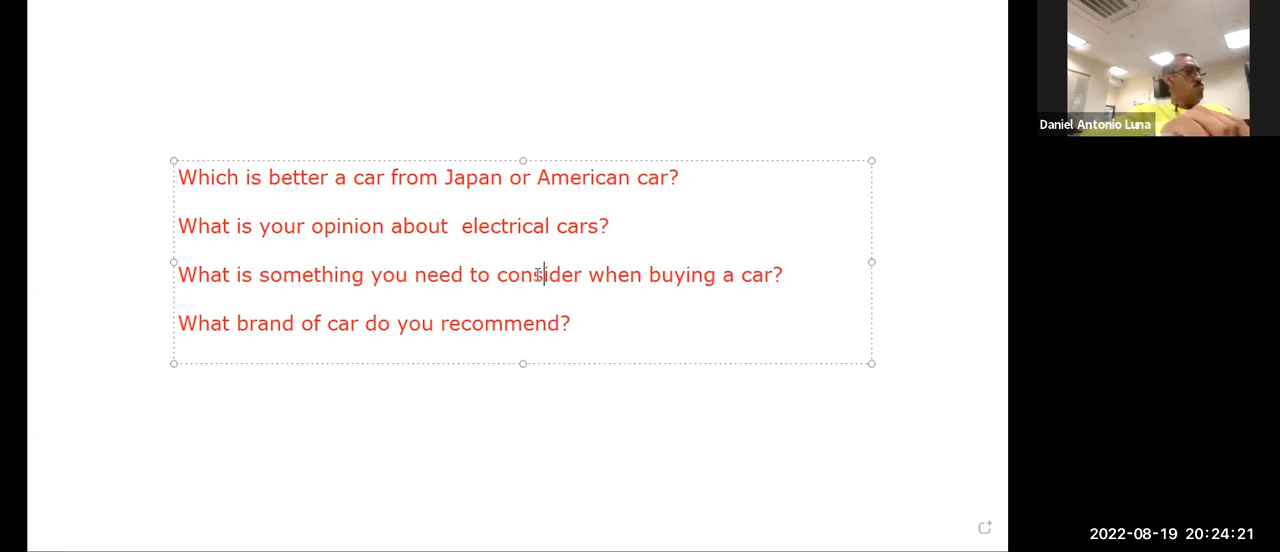 Which is better a car from Japan or American car?
What is your opinion about  electrical cars?
What is something you need to consider when buying a car?
What brand of car do you recommend?
Daniel Antonio Luna
2022-08-19 20:24:21